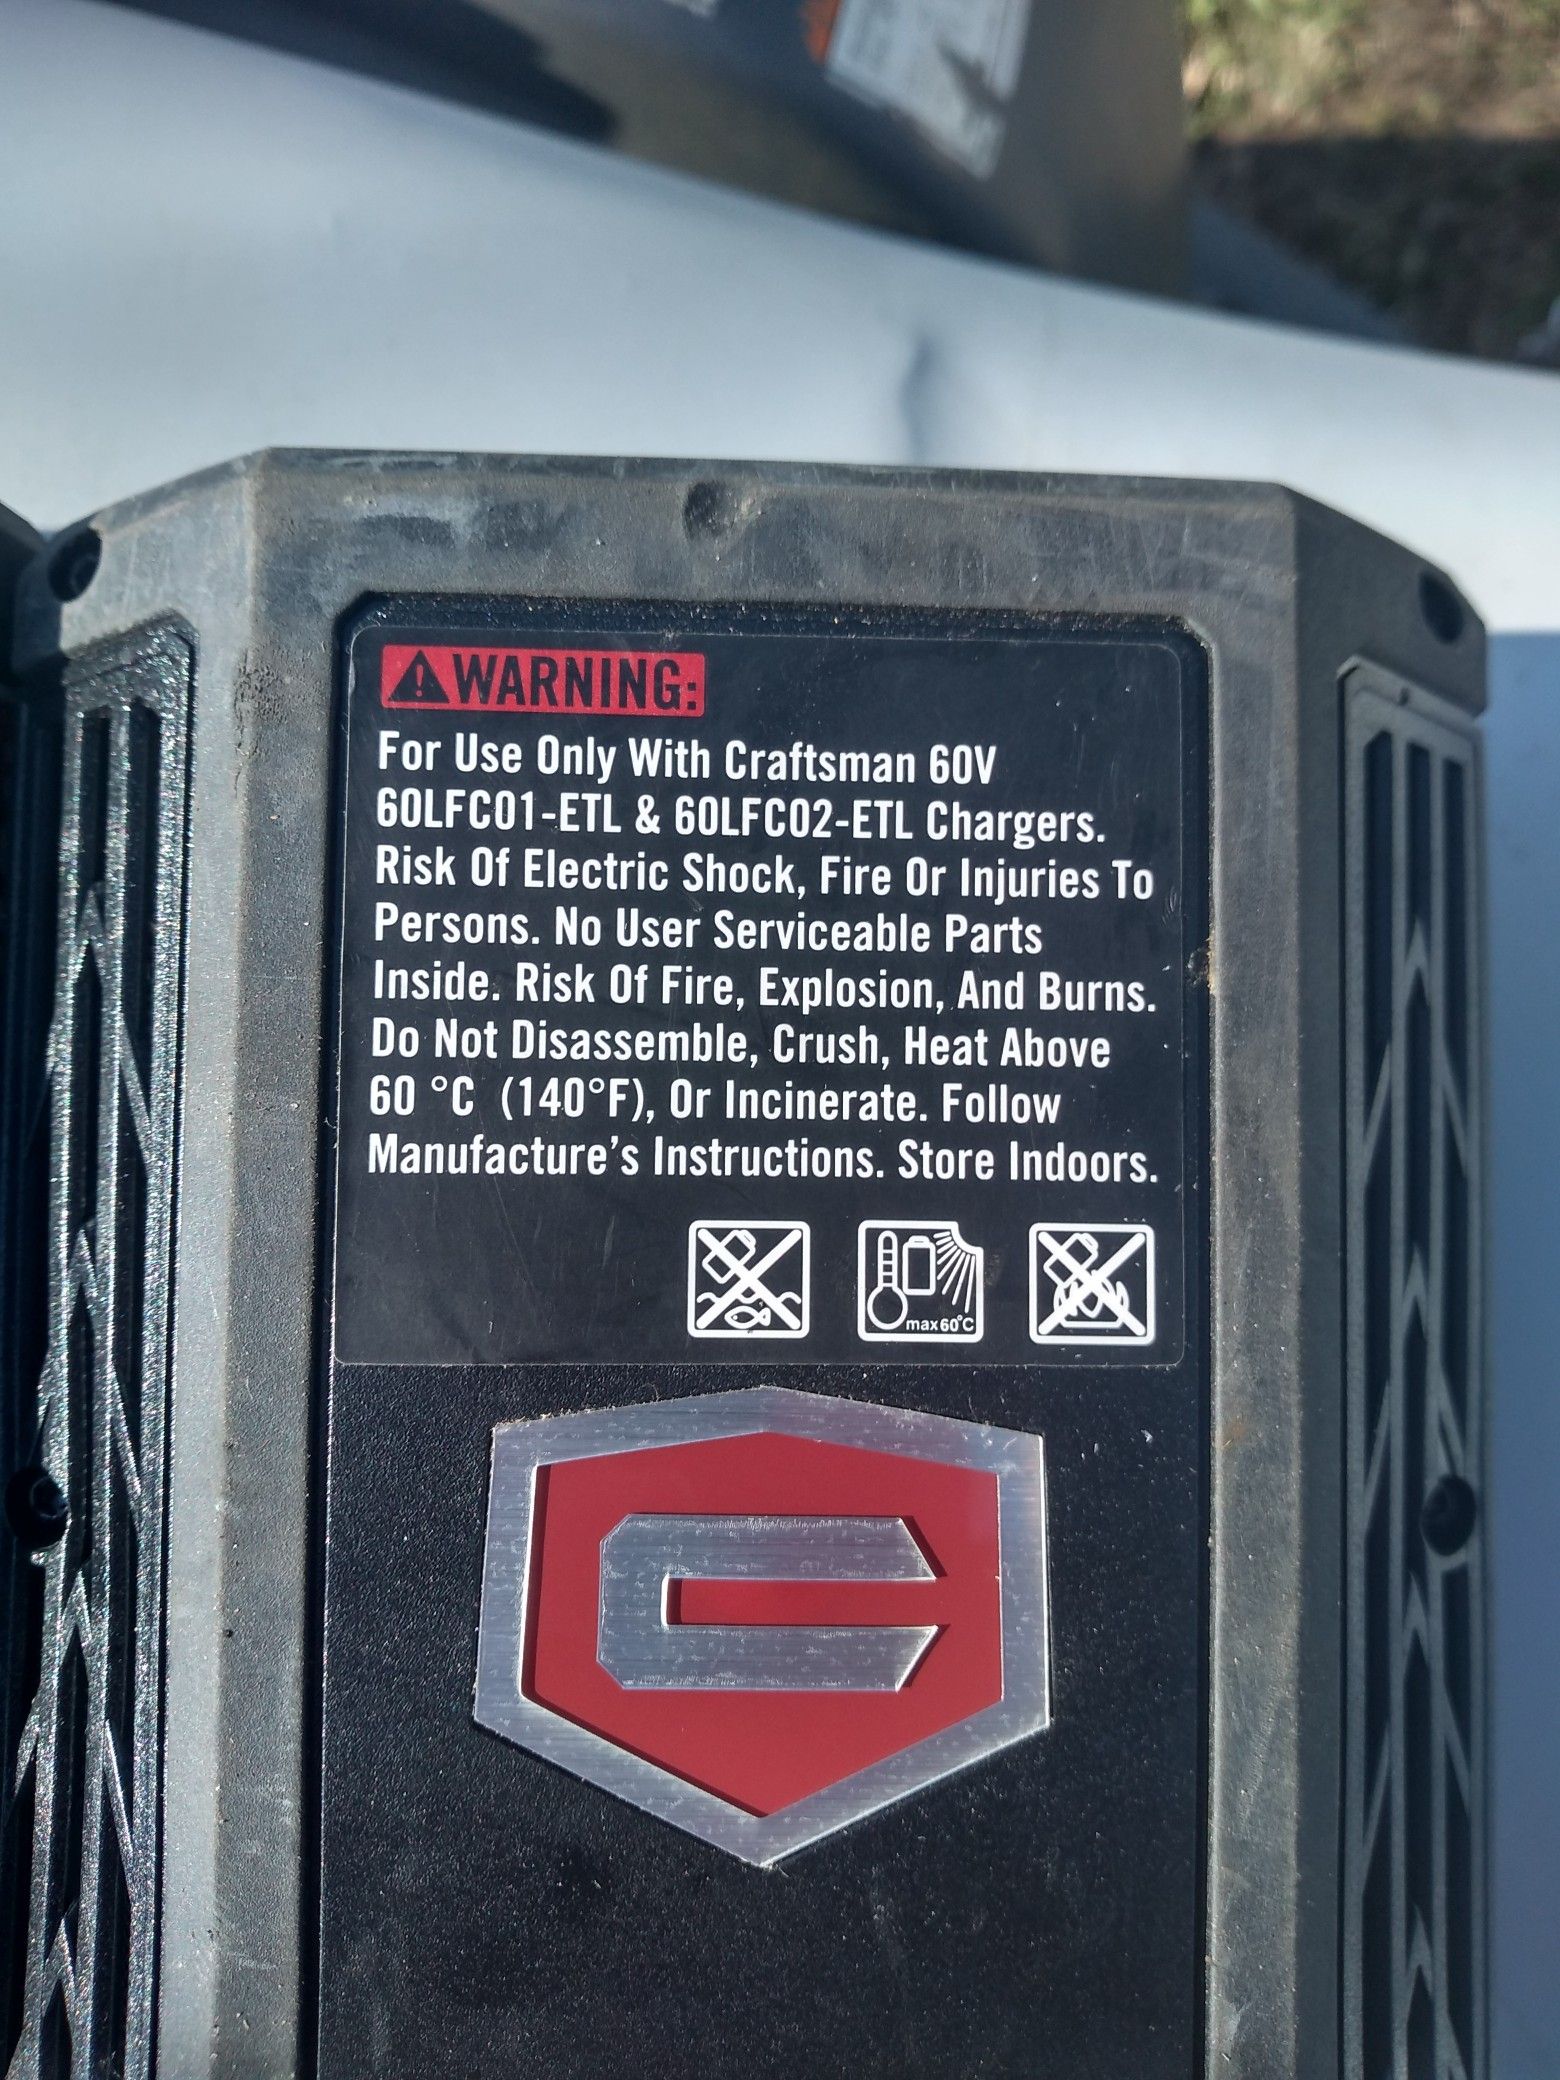 WARNING:
For Use Only With Craftsman 60V
60LFC01-ETL & 60LFC02-ETL Chargers.
Risk Of Electric Shock, Fire Or Injuries To
Persons. No User Serviceable Parts
Inside. Risk Of Fire, Explosion, And Burns.
Do Not Disassemble, Crush, Heat Above
60 °C (140°F), Or Incinerate. Follow
Manufacture's Instructions. Store Indoors.
max60°C